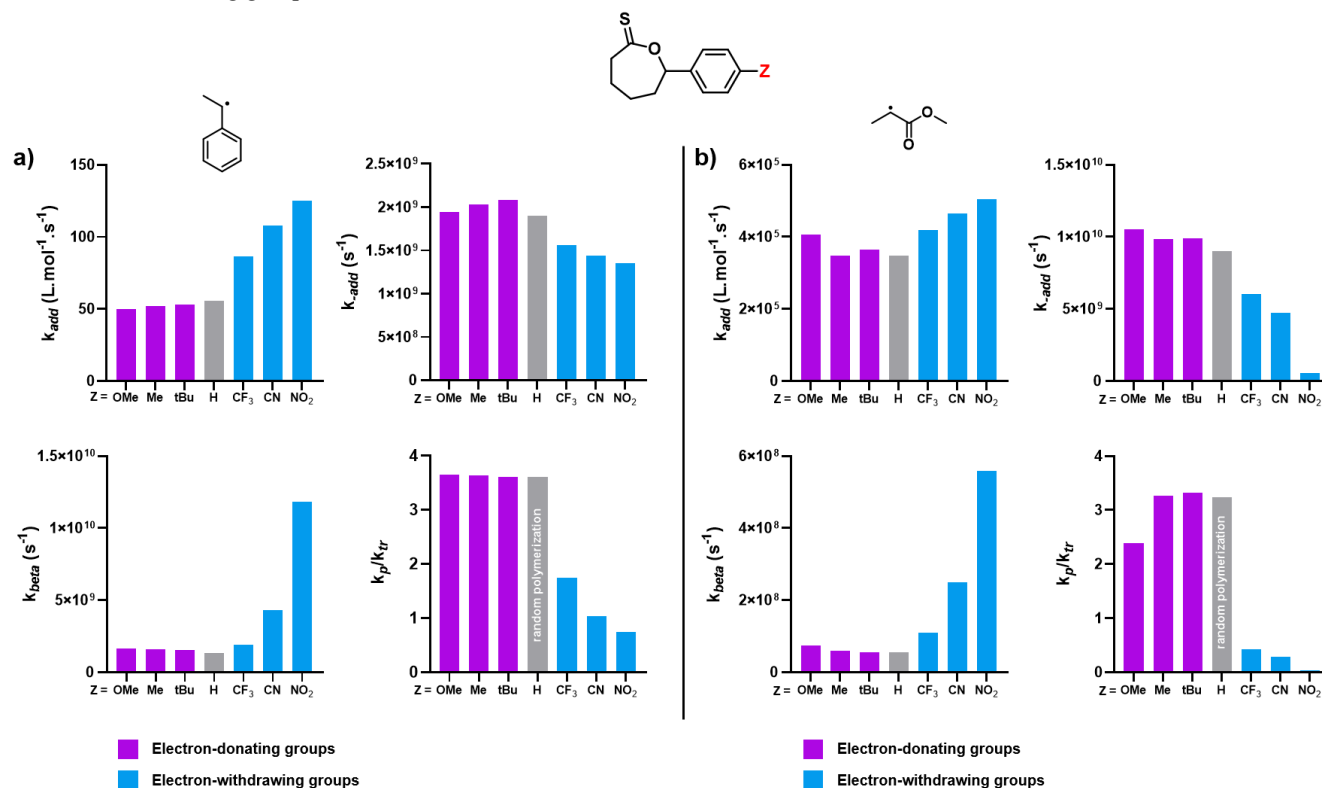 S
O
Z
a)
k_add (L.mol⁻¹.s⁻¹)
150
100
50
0
Z = OMe Me tBu H CF₃ CN NO₂
k_-add (s⁻¹)
2.5×10⁹
2×10⁹
1.5×10⁹
1×10⁹
5×10⁸
0
Z = OMe Me tBu H CF₃ CN NO₂
b)
O
O
k_add (L.mol⁻¹.s⁻¹)
6×10⁵
4×10⁵
2×10⁵
0
Z = OMe Me tBu H CF₃ CN NO₂
k_-add (s⁻¹)
1.5×10¹⁰
1×10¹⁰
5×10⁹
0
Z = OMe Me tBu H CF₃ CN NO₂
k_beta (s⁻¹)
1.5×10¹⁰
1×10¹⁰
5×10⁹
0
Z = OMe Me tBu H CF₃ CN NO₂
k_p/k_tr
4
3
2
1
0
random polymerization
Z = OMe Me tBu H CF₃ CN NO₂
k_beta (s⁻¹)
6×10⁸
4×10⁸
2×10⁸
0
Z = OMe Me tBu H CF₃ CN NO₂
k_p/k_tr
4
3
2
1
0
random polymerization
Z = OMe Me tBu H CF₃ CN NO₂
Electron-donating groups
Electron-withdrawing groups
Electron-donating groups
Electron-withdrawing groups